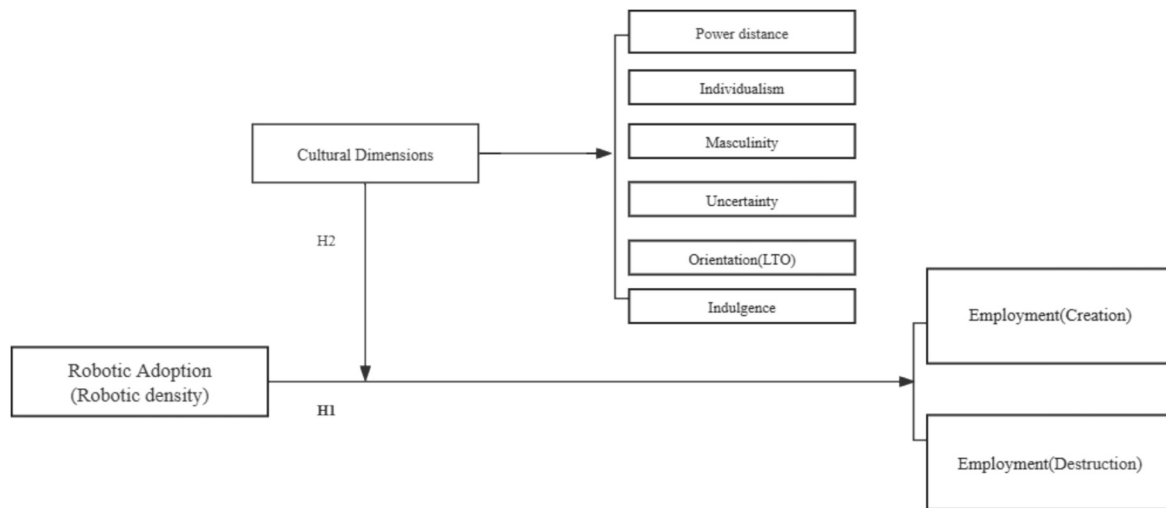 Power distance
Individualism
Masculinity
Cultural Dimensions
Uncertainty
H2
Orientation(LTO)
Indulgence
Employment(Creation)
Robotic Adoption
(Robotic density)
H1
Employment(Destruction)